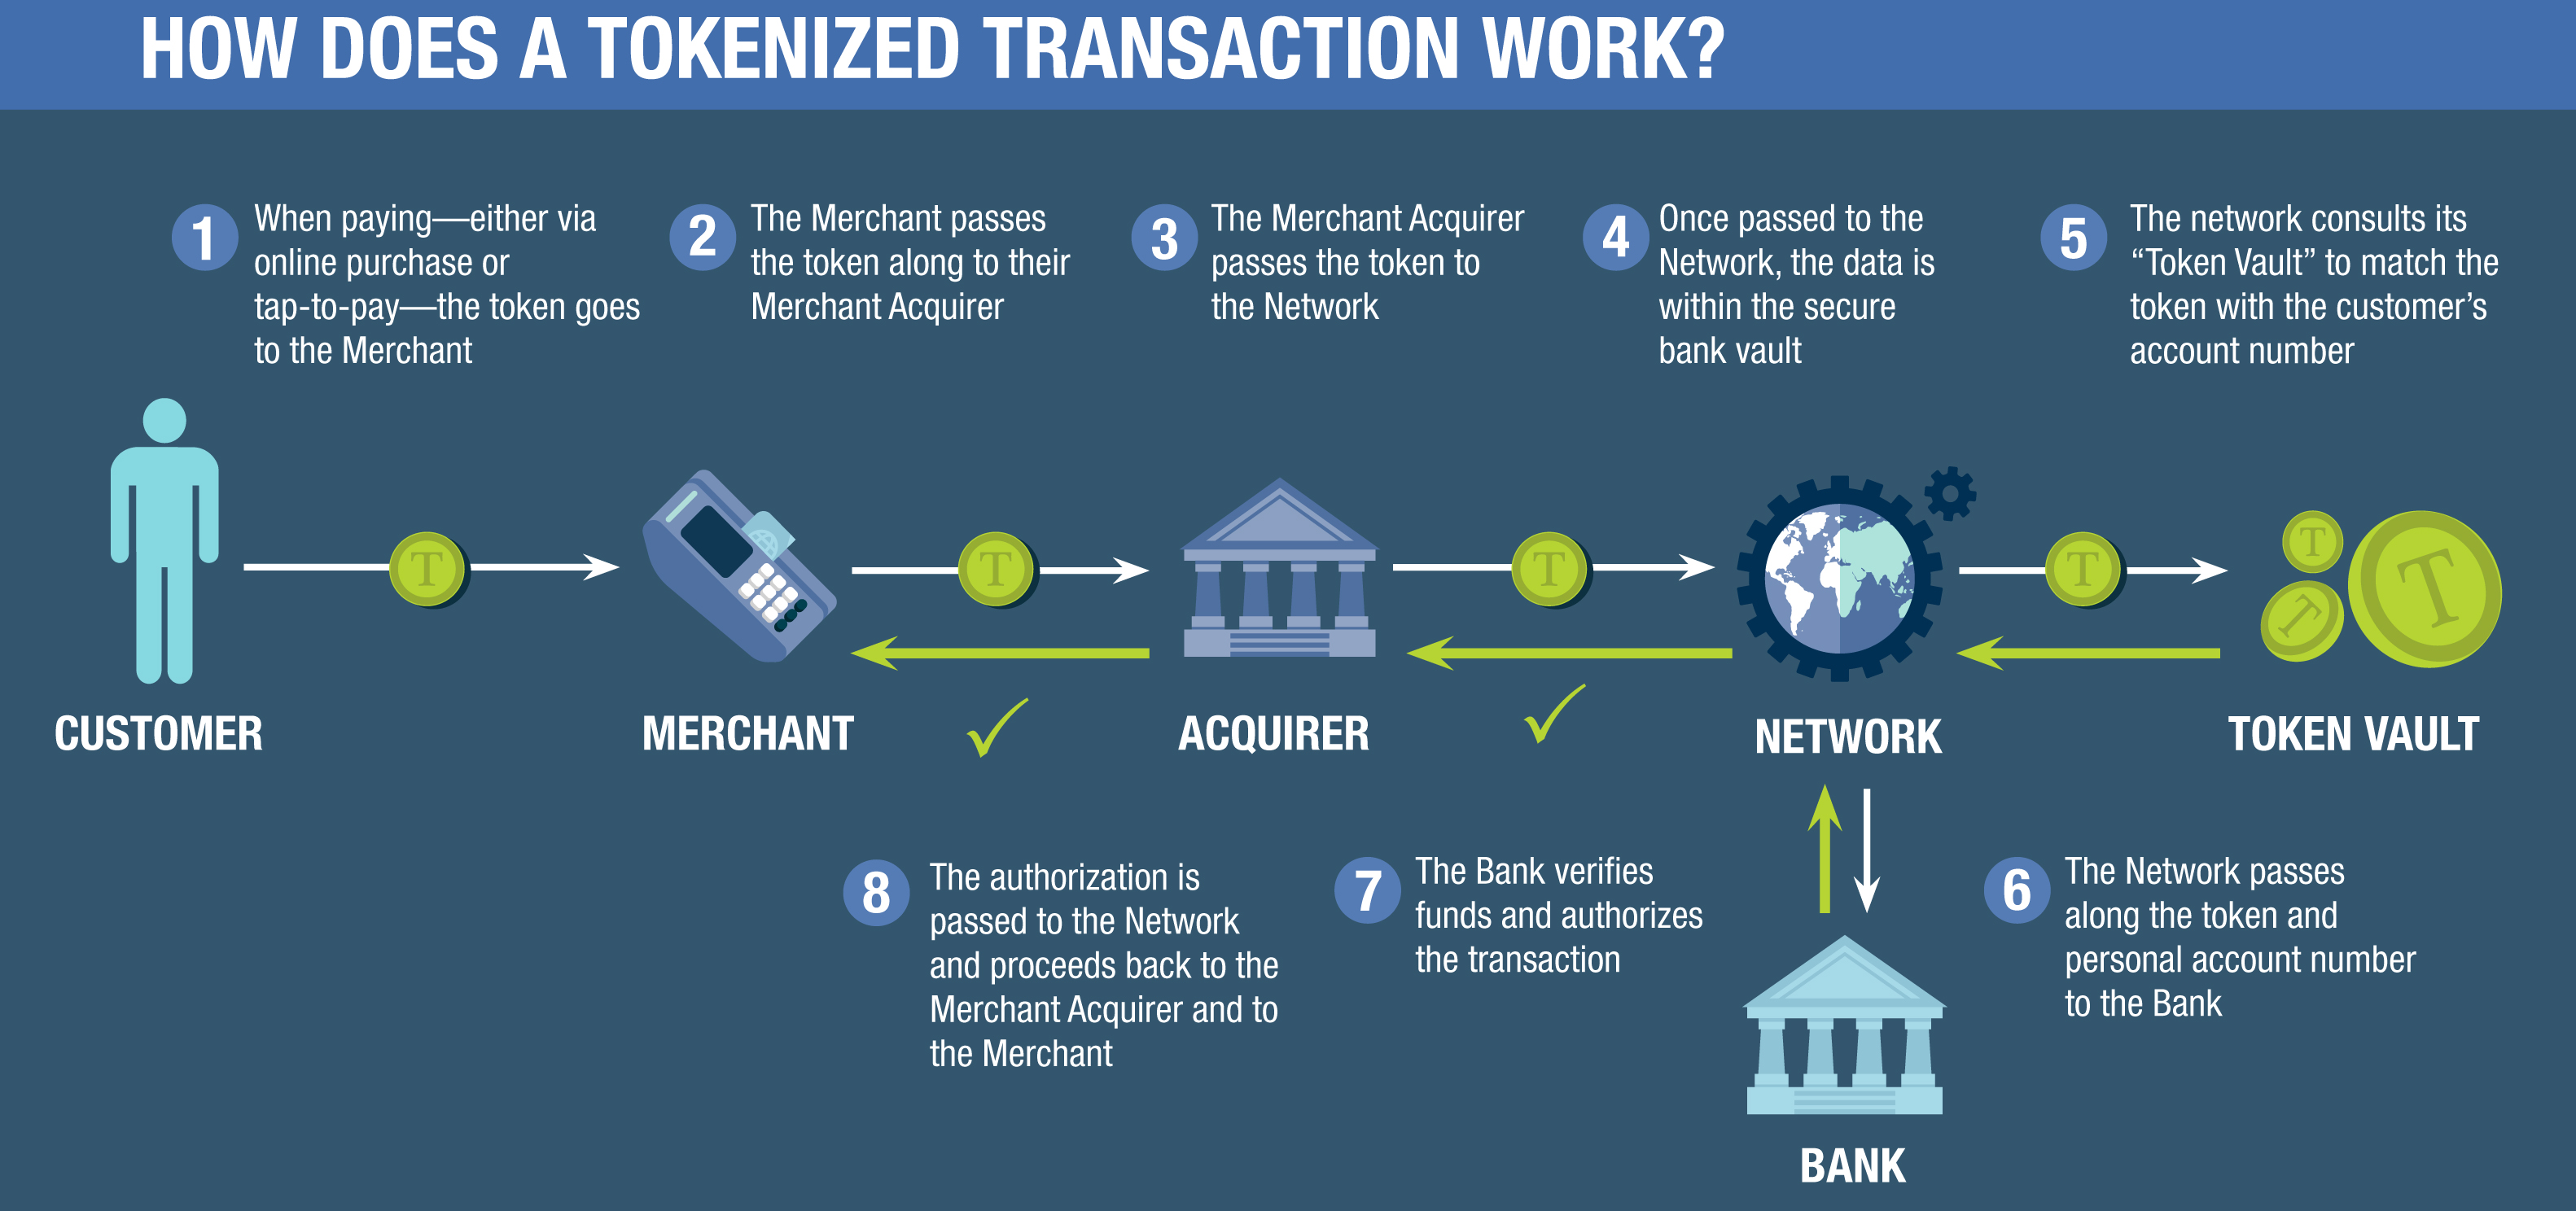 HOW DOES A TOKENIZED TRANSACTION WORK?
1
When paying—either via
online purchase or
tap-to-pay—the token goes
to the Merchant
2
The Merchant passes
the token along to their
Merchant Acquirer
3
The Merchant Acquirer
passes the token to
the Network
4
Once passed to the
Network, the data is
within the secure
bank vault
5
The network consults its
“Token Vault” to match the
token with the customer’s
account number
T
T
T
T
T
T
T
CUSTOMER
MERCHANT
ACQUIRER
NETWORK
TOKEN VAULT
8
The authorization is
passed to the Network
and proceeds back to the
Merchant Acquirer and to
the Merchant
7
The Bank verifies
funds and authorizes
the transaction
6
The Network passes
along the token and
personal account number
to the Bank
BANK